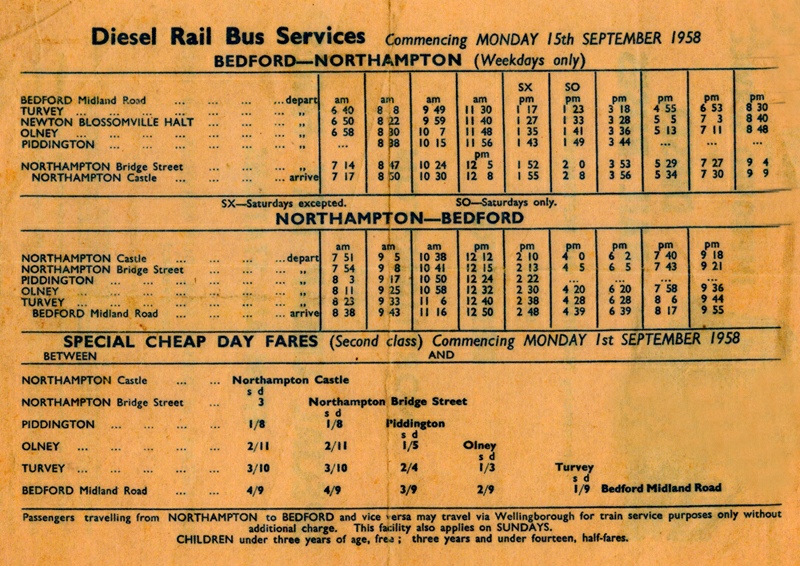 Diesel Rail Bus Services Commencing MONDAY 15th SEPTEMBER 1958
BEDFORD—NORTHAMPTON (Weekdays only)
SX SO
BEDFORD Midland Road ... ... ... ...depart am am am am pm pm pm pm pm pm
TURVEY ... ... ... ... ... ... „ 6 40 8 8 9 49 11 30 1 17 1 23 3 18 4 55 6 53 8 30
NEWTON BLOSSOMVILLE HALT ... ... ... „ 6 50 8 22 9 59 11 40 1 27 1 33 3 28 5 5 7 3 8 40
OLNEY ... ... ... ... ... ... „ 6 58 8 30 10 7 11 48 1 35 1 41 3 36 5 13 7 11 8 48
PIDDINGTON ... ... ... ... ... „ ... 8 38 10 15 11 56 1 43 1 49 3 44 ... ... ...
pm
NORTHAMPTON Bridge Street ... ... ... „ 7 14 8 47 10 24 12 5 1 52 2 0 3 53 5 29 7 27 9 4
NORTHAMPTON Castle ... ... ... arrive 7 17 8 50 10 30 12 8 1 55 2 8 3 56 5 34 7 30 9 9
SX—Saturdays excepted. SO—Saturdays only.
NORTHAMPTON—BEDFORD
am am am pm pm pm pm pm pm
NORTHAMPTON Castle ... ... ... ...depart 7 51 9 5 10 38 12 12 2 10 4 0 6 2 7 40 9 18
NORTHAMPTON Bridge Street ... ... ... „ 7 54 9 8 10 41 12 15 2 13 4 5 6 5 7 43 9 21
PIDDINGTON ... ... ... ... ... „ 8 3 9 17 10 50 12 24 2 22 ... ... ... ...
OLNEY ... ... ... ... ... ... „ 8 11 9 25 10 58 12 32 2 30 4 20 6 20 7 58 9 36
TURVEY ... ... ... ... ... ... „ 8 23 9 33 11 6 12 40 2 38 4 28 6 28 8 6 9 44
BEDFORD Midland Road ... ... ... arrive 8 38 9 43 11 16 12 50 2 48 4 39 6 39 8 17 9 55
SPECIAL CHEAP DAY FARES (Second class) Commencing MONDAY 1st SEPTEMBER 1958
BETWEEN AND
NORTHAMPTON Castle ... ... Northampton Castle
s d
NORTHAMPTON Bridge Street ... 3 Northampton Bridge Street
s d
PIDDINGTON ... ... ... ... 1/8 1/8 Piddington
s d
OLNEY ... ... ... ... ... 2/11 2/11 1/5 Olney
s d
TURVEY ... ... ... ... ... 3/10 3/10 2/4 1/3 Turvey
s d
BEDFORD Midland Road ... ... 4/9 4/9 3/9 2/9 1/9 Bedford Midland Road
Passengers travelling from NORTHAMPTON to BEDFORD and vice versa may travel via Wellingborough for train service purposes only without
additional charge. This facility also applies on SUNDAYS.
CHILDREN under three years of age, free ; three years and under fourteen, half-fares.